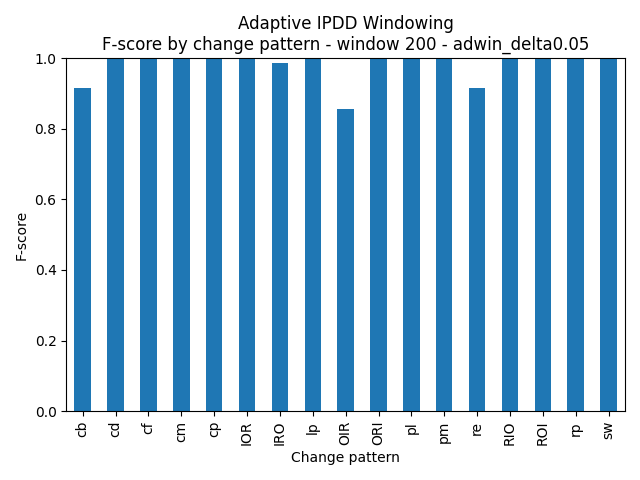 Adaptive IPDD Windowing
F-score by change pattern - window 200 - adwin_delta0.05
1.0
0.8
0.6
0.4
0.2
0.0
F-score
cb
cd
cf
cm
cp
IOR
IRO
lp
OIR
ORI
pl
pm
re
RIO
ROI
rp
sw
Change pattern